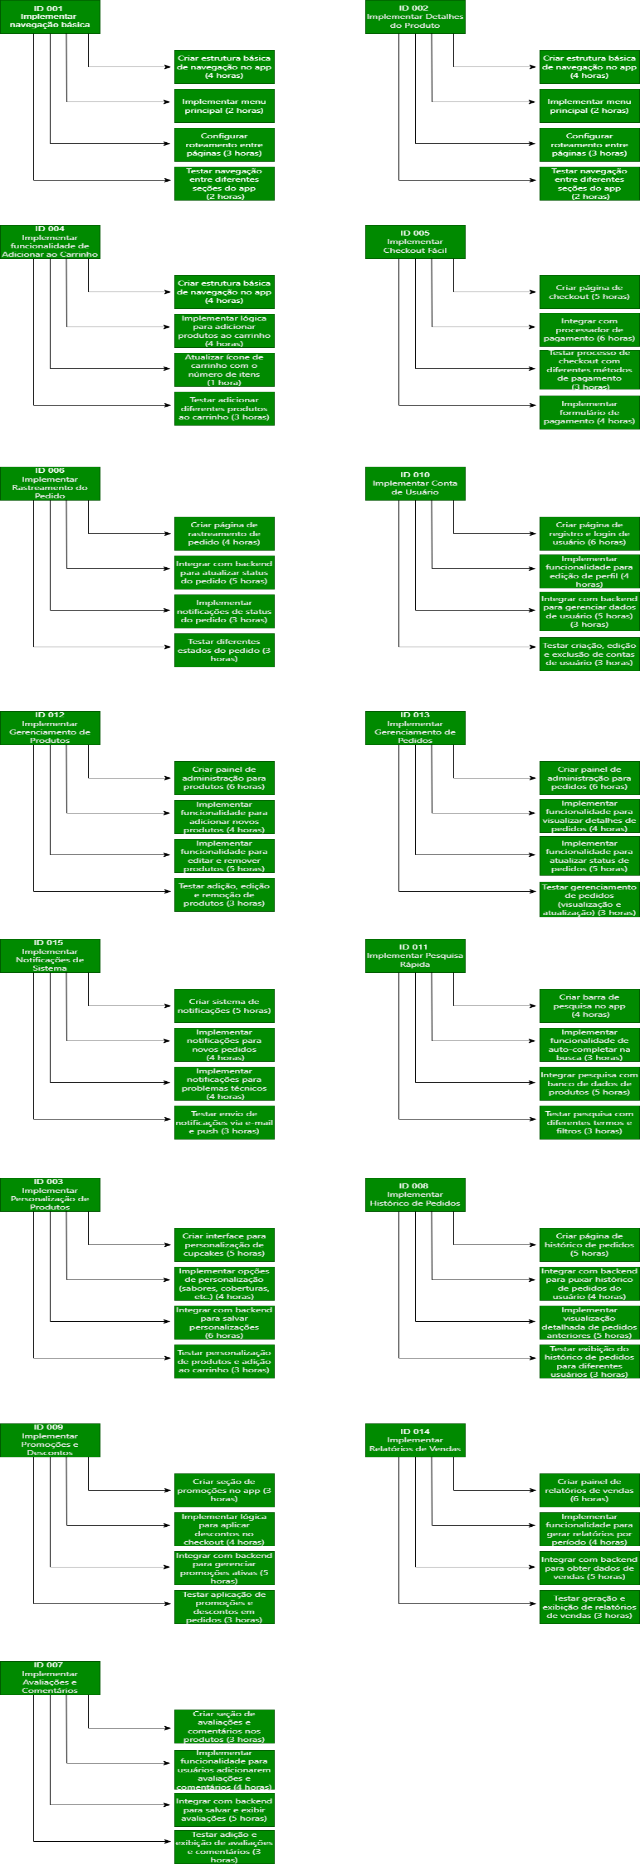 ID 001
Implementar
navegação básica
Criar estrutura básica
de navegação no app
(4 horas)
Implementar menu
principal (2 horas)
Configurar
roteamento entre
páginas (3 horas)
Testar navegação
entre diferentes
seções do app
(2 horas)
ID 002
Implementar Detalhes
do Produto
Criar estrutura básica
de navegação no app
(4 horas)
Implementar menu
principal (2 horas)
Configurar
roteamento entre
páginas (3 horas)
Testar navegação
entre diferentes
seções do app
(2 horas)
ID 004
Implementar
funcionalidade de
Adicionar ao Carrinho
Criar estrutura básica
de navegação no app
(4 horas)
Implementar lógica
para adicionar
produtos ao carrinho
(4 horas)
Atualizar ícone de
carrinho com o
número de itens
(1 hora)
Testar adicionar
diferentes produtos
ao carrinho (3 horas)
ID 005
Implementar
Checkout Fácil
Criar página de
checkout (5 horas)
Integrar com
processador de
pagamento (6 horas)
Testar processo de
checkout com
diferentes métodos
de pagamento
(3 horas)
Implementar
formulário de
pagamento (4 horas)
ID 006
Implementar
Rastreamento do
Pedido
Criar página de
rastreamento de
pedido (4 horas)
Integrar com backend
para atualizar status
do pedido (5 horas)
Implementar
notificações de status
do pedido (3 horas)
Testar diferentes
estados do pedido (3
horas)
ID 010
Implementar Conta
de Usuário
Criar página de
registro e login de
usuário (6 horas)
Implementar
funcionalidade para
edição de perfil (4
horas)
Integrar com backend
para gerenciar dados
de usuário (5 horas)
(3 horas)
Testar criação, edição
e exclusão de contas
de usuário (3 horas)
ID 012
Implementar
Gerenciamento de
Produtos
Criar painel de
administração para
produtos (6 horas)
Implementar
funcionalidade para
adicionar novos
produtos (4 horas)
Implementar
funcionalidade para
editar e remover
produtos (5 horas)
Testar adição, edição
e remoção de
produtos (3 horas)
ID 013
Implementar
Gerenciamento de
Pedidos
Criar painel de
administração para
pedidos (6 horas)
Implementar
funcionalidade para
visualizar detalhes de
pedidos (4 horas)
Implementar
funcionalidade para
atualizar status de
pedidos (5 horas)
Testar gerenciamento
de pedidos
(visualização e
atualização) (3 horas)
ID 015
Implementar
Notificações de
Sistema
Criar sistema de
notificações (5 horas)
Implementar
notificações para
novos pedidos
(4 horas)
Implementar
notificações para
problemas técnicos
(4 horas)
Testar envio de
notificações via e-mail
e push (3 horas)
ID 011
Implementar Pesquisa
Rápida
Criar barra de
pesquisa no app
(4 horas)
Implementar
funcionalidade de
auto-completar na
busca (3 horas)
Integrar pesquisa com
banco de dados de
produtos (5 horas)
Testar pesquisa com
diferentes termos e
filtros (3 horas)
ID 003
Implementar
Personalização de
Produtos
Criar interface para
personalização de
cupcakes (5 horas)
Implementar opções
de personalização
(sabores, coberturas,
etc.) (4 horas)
Integrar com backend
para salvar
personalizações
(6 horas)
Testar personalização
de produtos e adição
ao carrinho (3 horas)
ID 008
Implementar
Histórico de Pedidos
Criar página de
histórico de pedidos
(5 horas)
Integrar com backend
para puxar histórico
de pedidos do
usuário (4 horas)
Implementar
visualização
detalhada de pedidos
anteriores (5 horas)
Testar exibição do
histórico de pedidos
para diferentes
usuários (3 horas)
ID 009
Implementar
Promoções e
Descontos
Criar seção de
promoções no app (3
horas)
Implementar lógica
para aplicar
descontos no
checkout (4 horas)
Integrar com backend
para gerenciar
promoções ativas (5
horas)
Testar aplicação de
promoções e
descontos em
pedidos (3 horas)
ID 014
Implementar
Relatórios de Vendas
Criar painel de
relatórios de vendas
(6 horas)
Implementar
funcionalidade para
gerar relatórios por
período (4 horas)
Integrar com backend
para obter dados de
vendas (5 horas)
Testar geração e
exibição de relatórios
de vendas (3 horas)
ID 007
Implementar
Avaliações e
Comentários
Criar seção de
avaliações e
comentários nos
produtos (3 horas)
Implementar
funcionalidade para
usuários adicionarem
avaliações e
comentários (4 horas)
Integrar com backend
para salvar e exibir
avaliações (5 horas)
Testar adição e
exibição de avaliações
e comentários (3
horas)